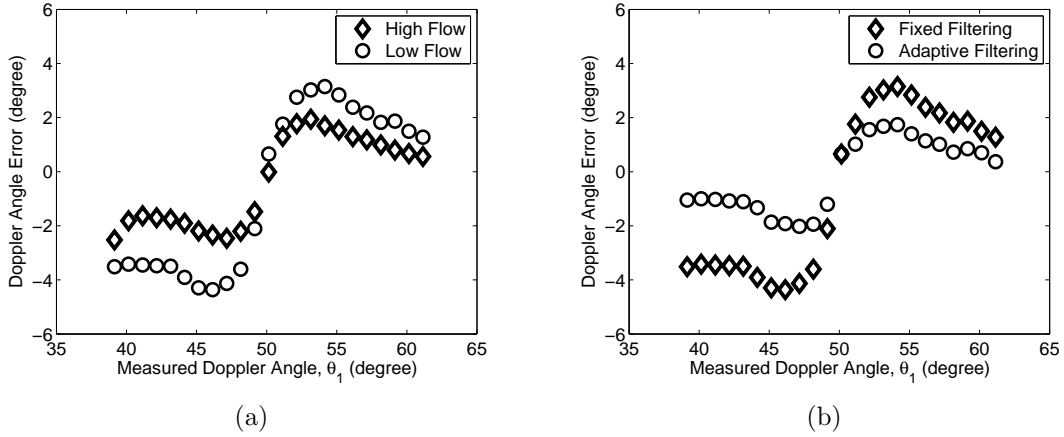 6
4
2
0
−2
−4
−6
35 40 45 50 55 60 65
Doppler Angle Error (degree)
Measured Doppler Angle, θ1 (degree)
High Flow
Low Flow
(a)
6
4
2
0
−2
−4
−6
35 40 45 50 55 60 65
Doppler Angle Error (degree)
Measured Doppler Angle, θ1 (degree)
Fixed Filtering
Adaptive Filtering
(b)